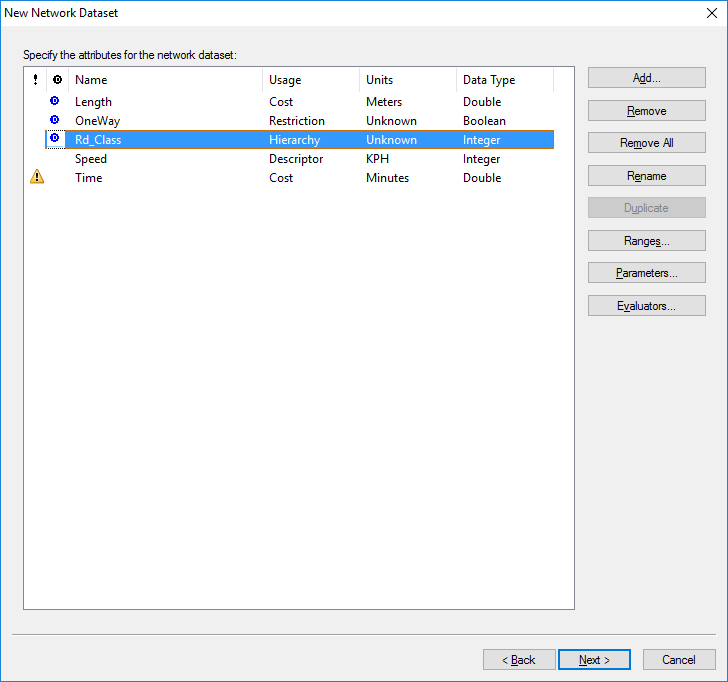 New Network Dataset
Specify the attributes for the network dataset:
! D Name Usage Units Data Type
D Length Cost Meters Double
D OneWay Restriction Unknown Boolean
D Rd_Class Hierarchy Unknown Integer
Speed Descriptor KPH Integer
! Time Cost Minutes Double
Add...
Remove
Remove All
Rename
Duplicate
Ranges...
Parameters...
Evaluators...
< Back Next > Cancel